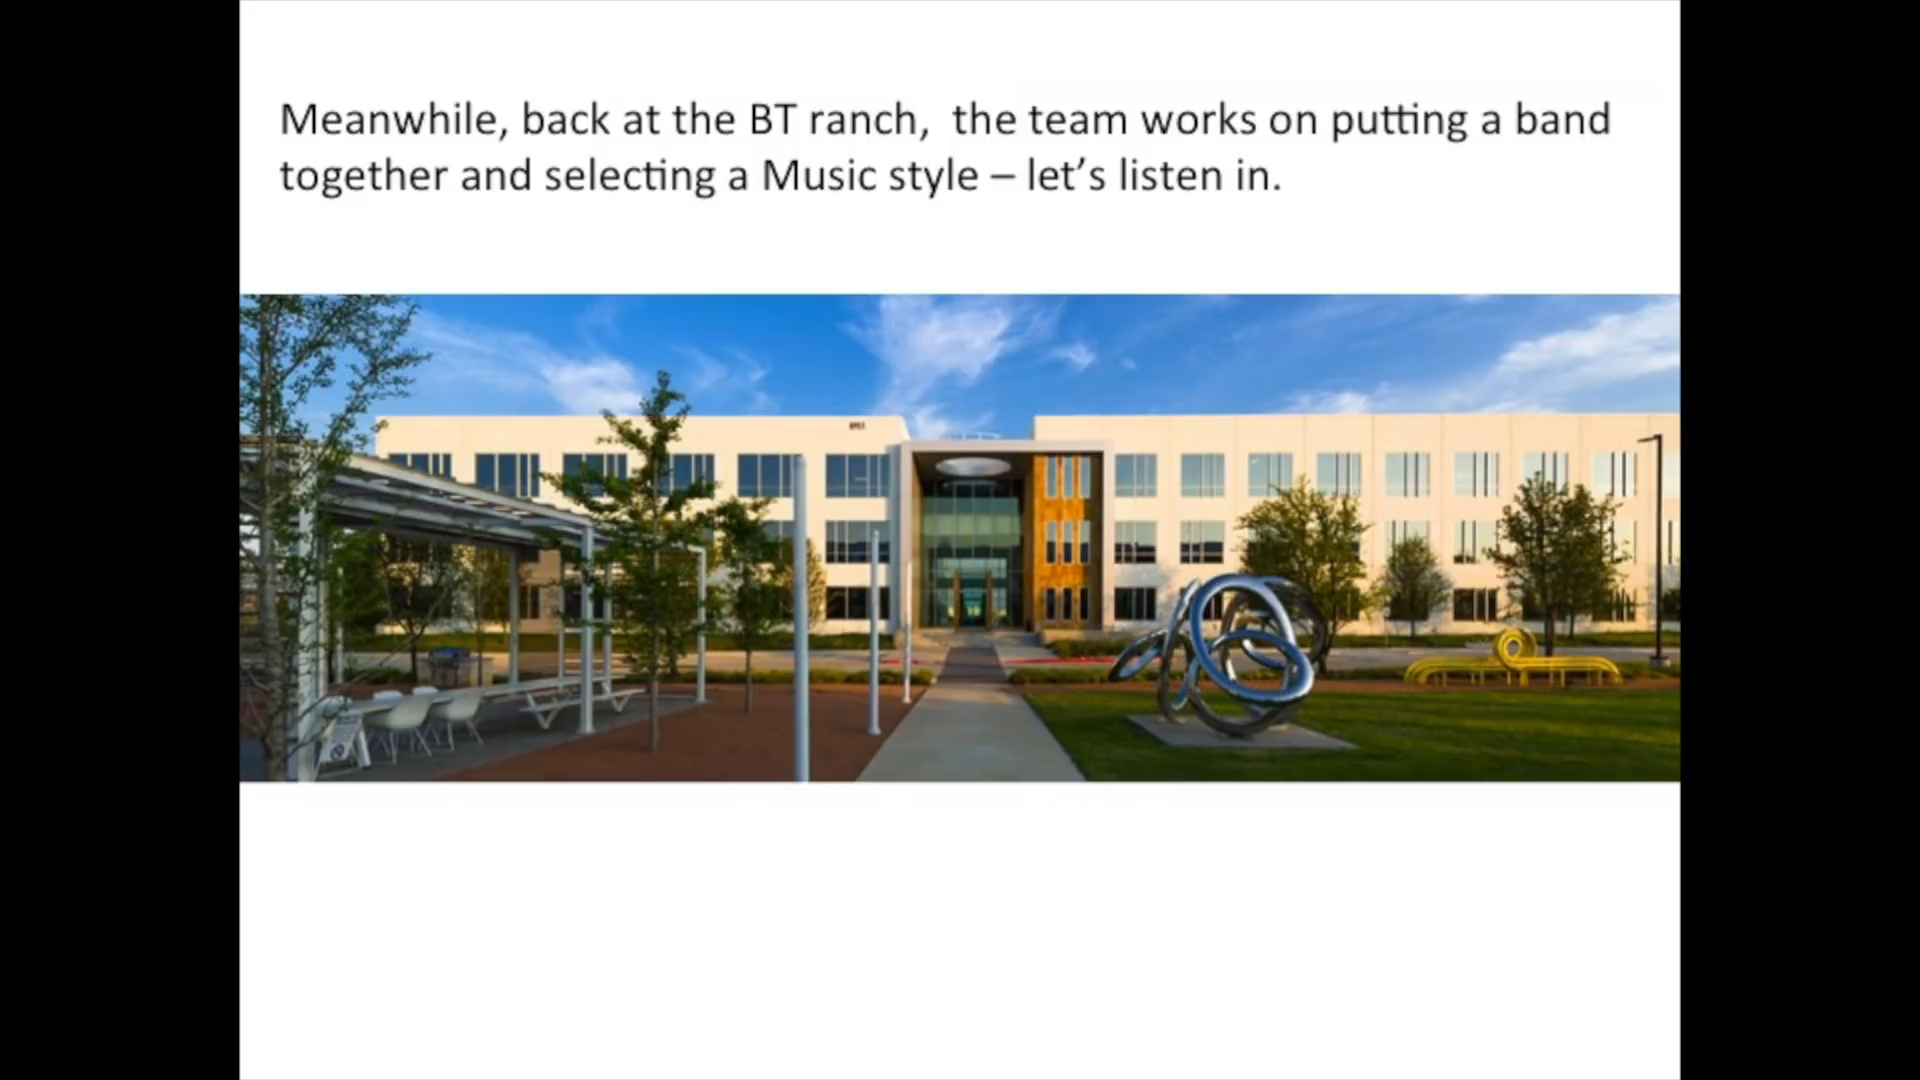 Meanwhile, back at the BT ranch,  the team works on putting a band
together and selecting a Music style – let’s listen in.